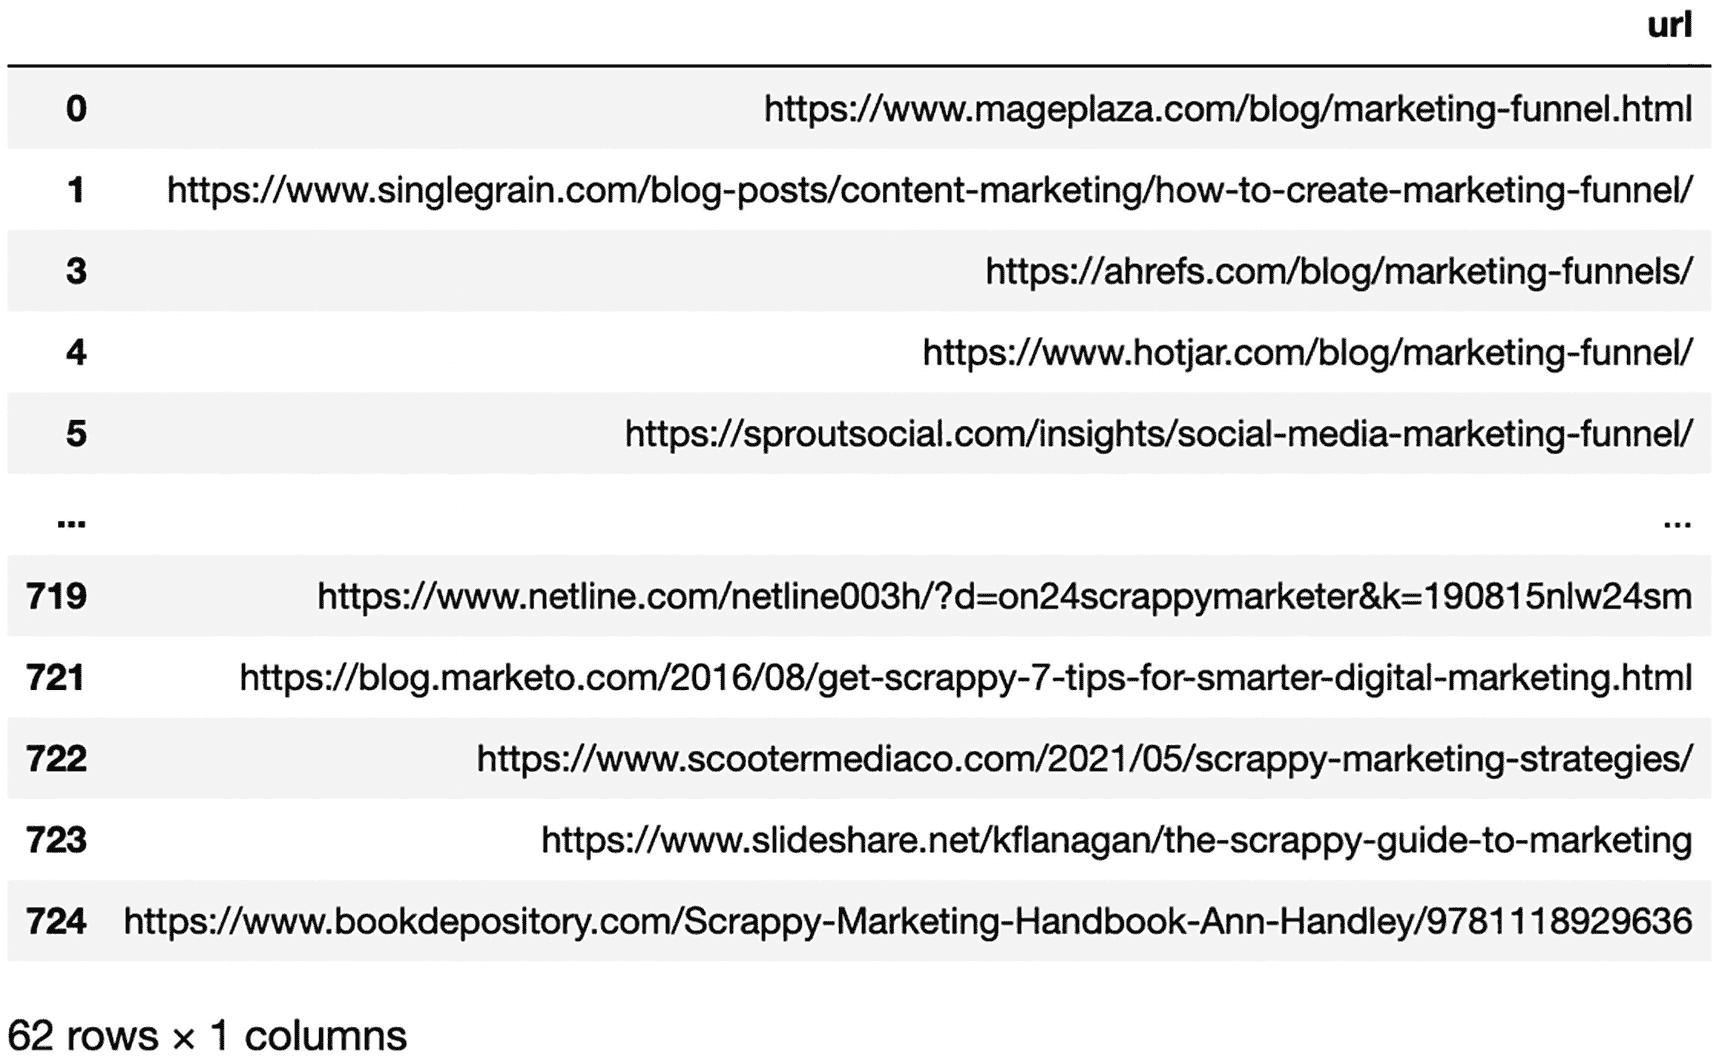 url
0 https://www.mageplaza.com/blog/marketing-funnel.html
1 https://www.singlegrain.com/blog-posts/content-marketing/how-to-create-marketing-funnel/
3 https://ahrefs.com/blog/marketing-funnels/
4 https://www.hotjar.com/blog/marketing-funnel/
5 https://sproutsocial.com/insights/social-media-marketing-funnel/
... ...
719 https://www.netline.com/netline003h/?d=on24scrappymarketer&k=190815nlw24sm
721 https://blog.marketo.com/2016/08/get-scrappy-7-tips-for-smarter-digital-marketing.html
722 https://www.scootermediaco.com/2021/05/scrappy-marketing-strategies/
723 https://www.slideshare.net/kflanagan/the-scrappy-guide-to-marketing
724 https://www.bookdepository.com/Scrappy-Marketing-Handbook-Ann-Handley/9781118929636
62 rows × 1 columns